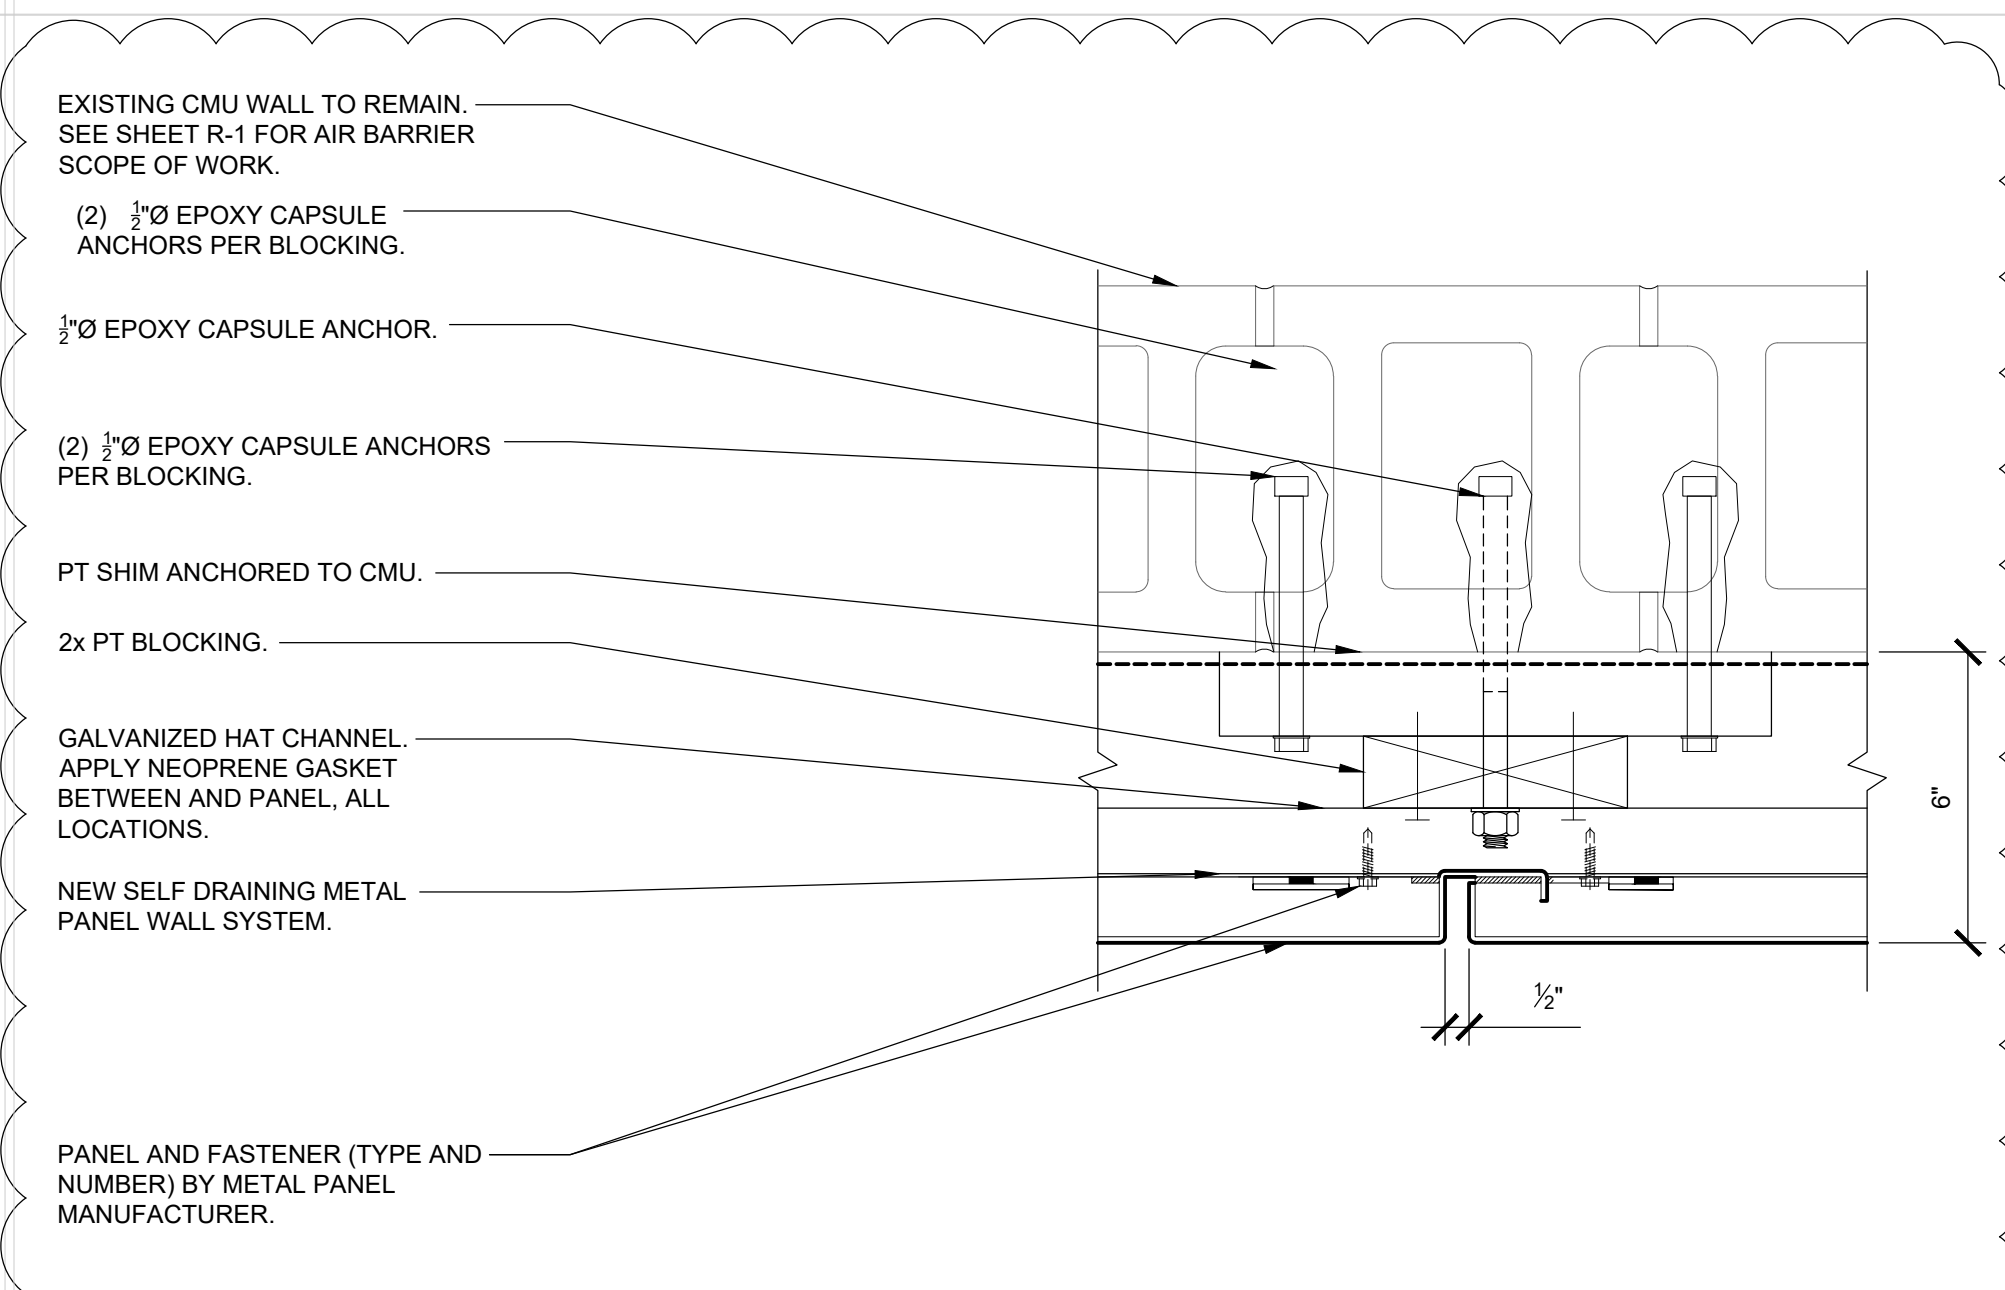 EXISTING CMU WALL TO REMAIN.
SEE SHEET R-1 FOR AIR BARRIER
SCOPE OF WORK.
(2) ½"Ø EPOXY CAPSULE
ANCHORS PER BLOCKING.
½"Ø EPOXY CAPSULE ANCHOR.
(2) ½"Ø EPOXY CAPSULE ANCHORS
PER BLOCKING.
PT SHIM ANCHORED TO CMU.
2x PT BLOCKING.
GALVANIZED HAT CHANNEL.
APPLY NEOPRENE GASKET
BETWEEN AND PANEL, ALL
LOCATIONS.
NEW SELF DRAINING METAL
PANEL WALL SYSTEM.
PANEL AND FASTENER (TYPE AND
NUMBER) BY METAL PANEL
MANUFACTURER.
6"
½"